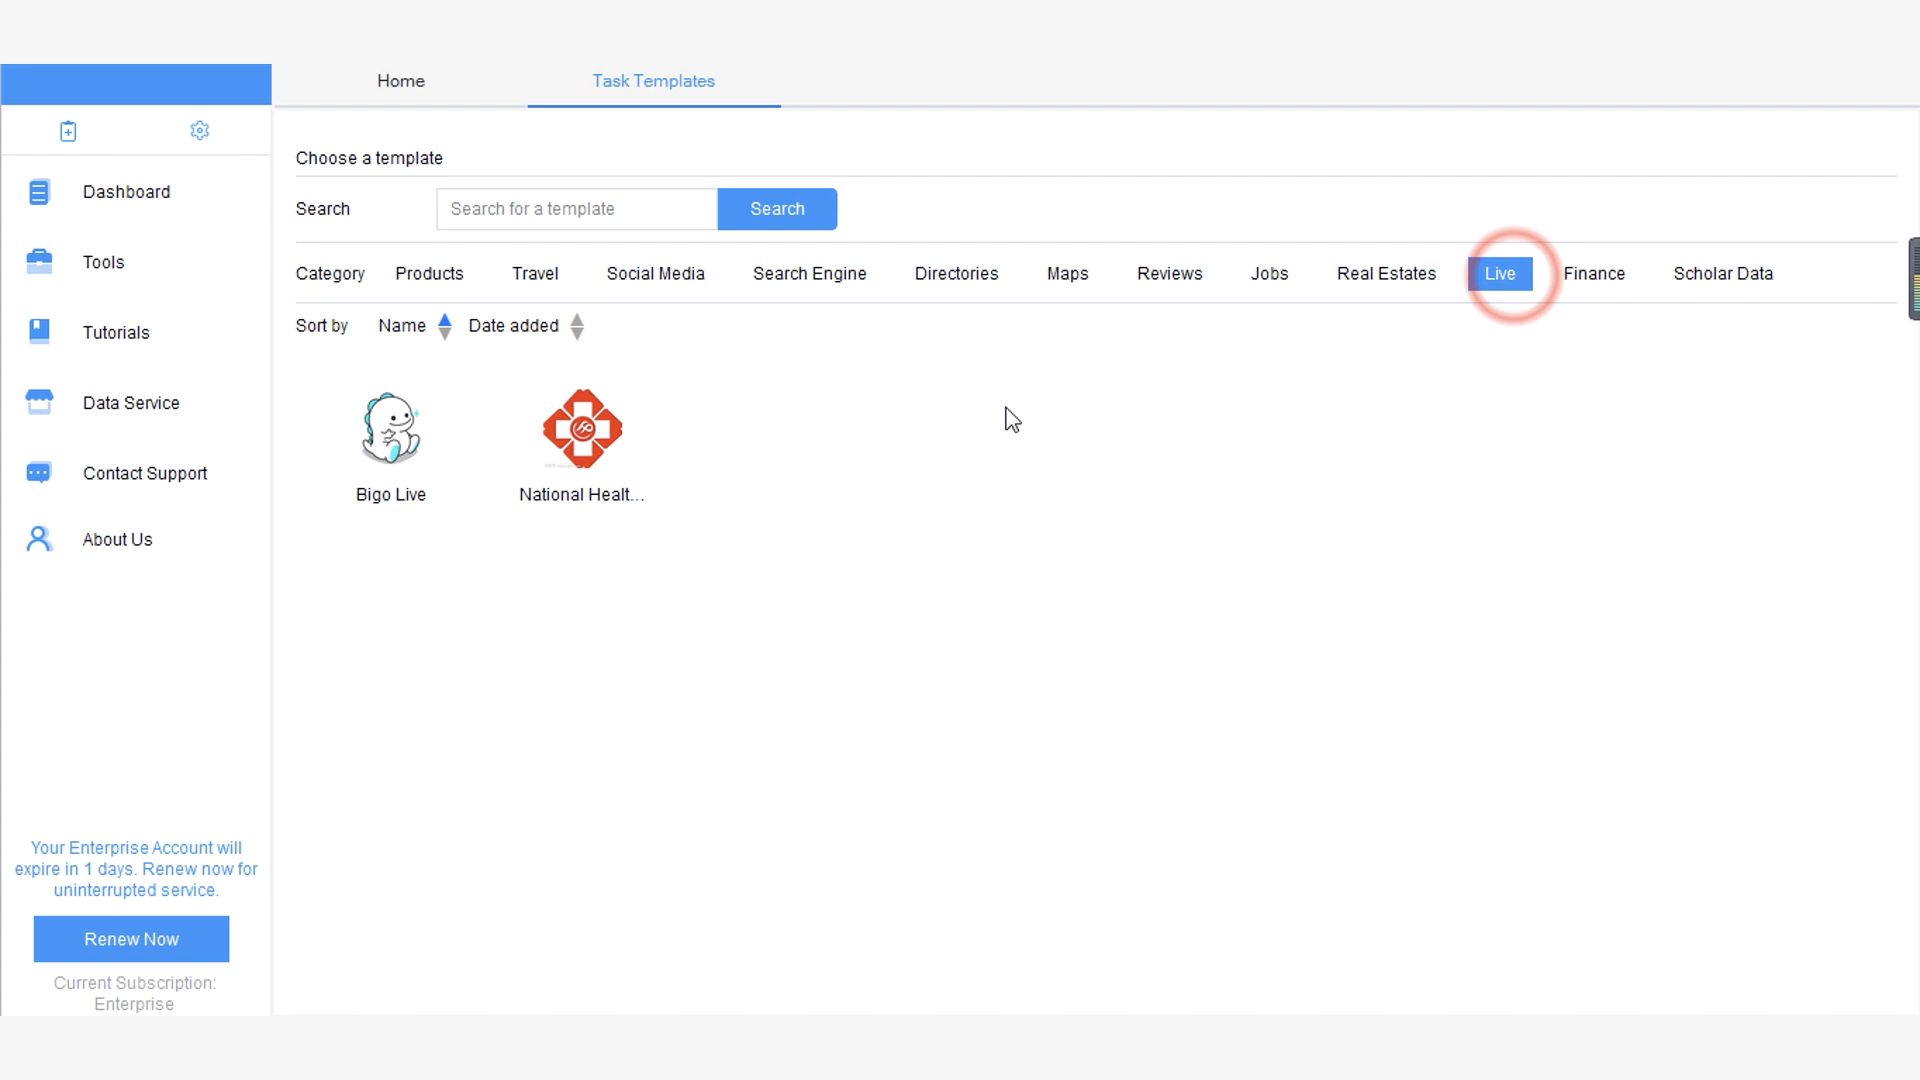 Home Task Templates
Choose a template
Search Search for a template Search
Category Products Travel Social Media Search Engine Directories Maps Reviews Jobs Real Estates Live Finance Scholar Data
Sort by Name Date added
Bigo Live National Healt...
Dashboard
Tools
Tutorials
Data Service
Contact Support
About Us
Your Enterprise Account will
expire in 1 days. Renew now for
uninterrupted service.
Renew Now
Current Subscription:
Enterprise